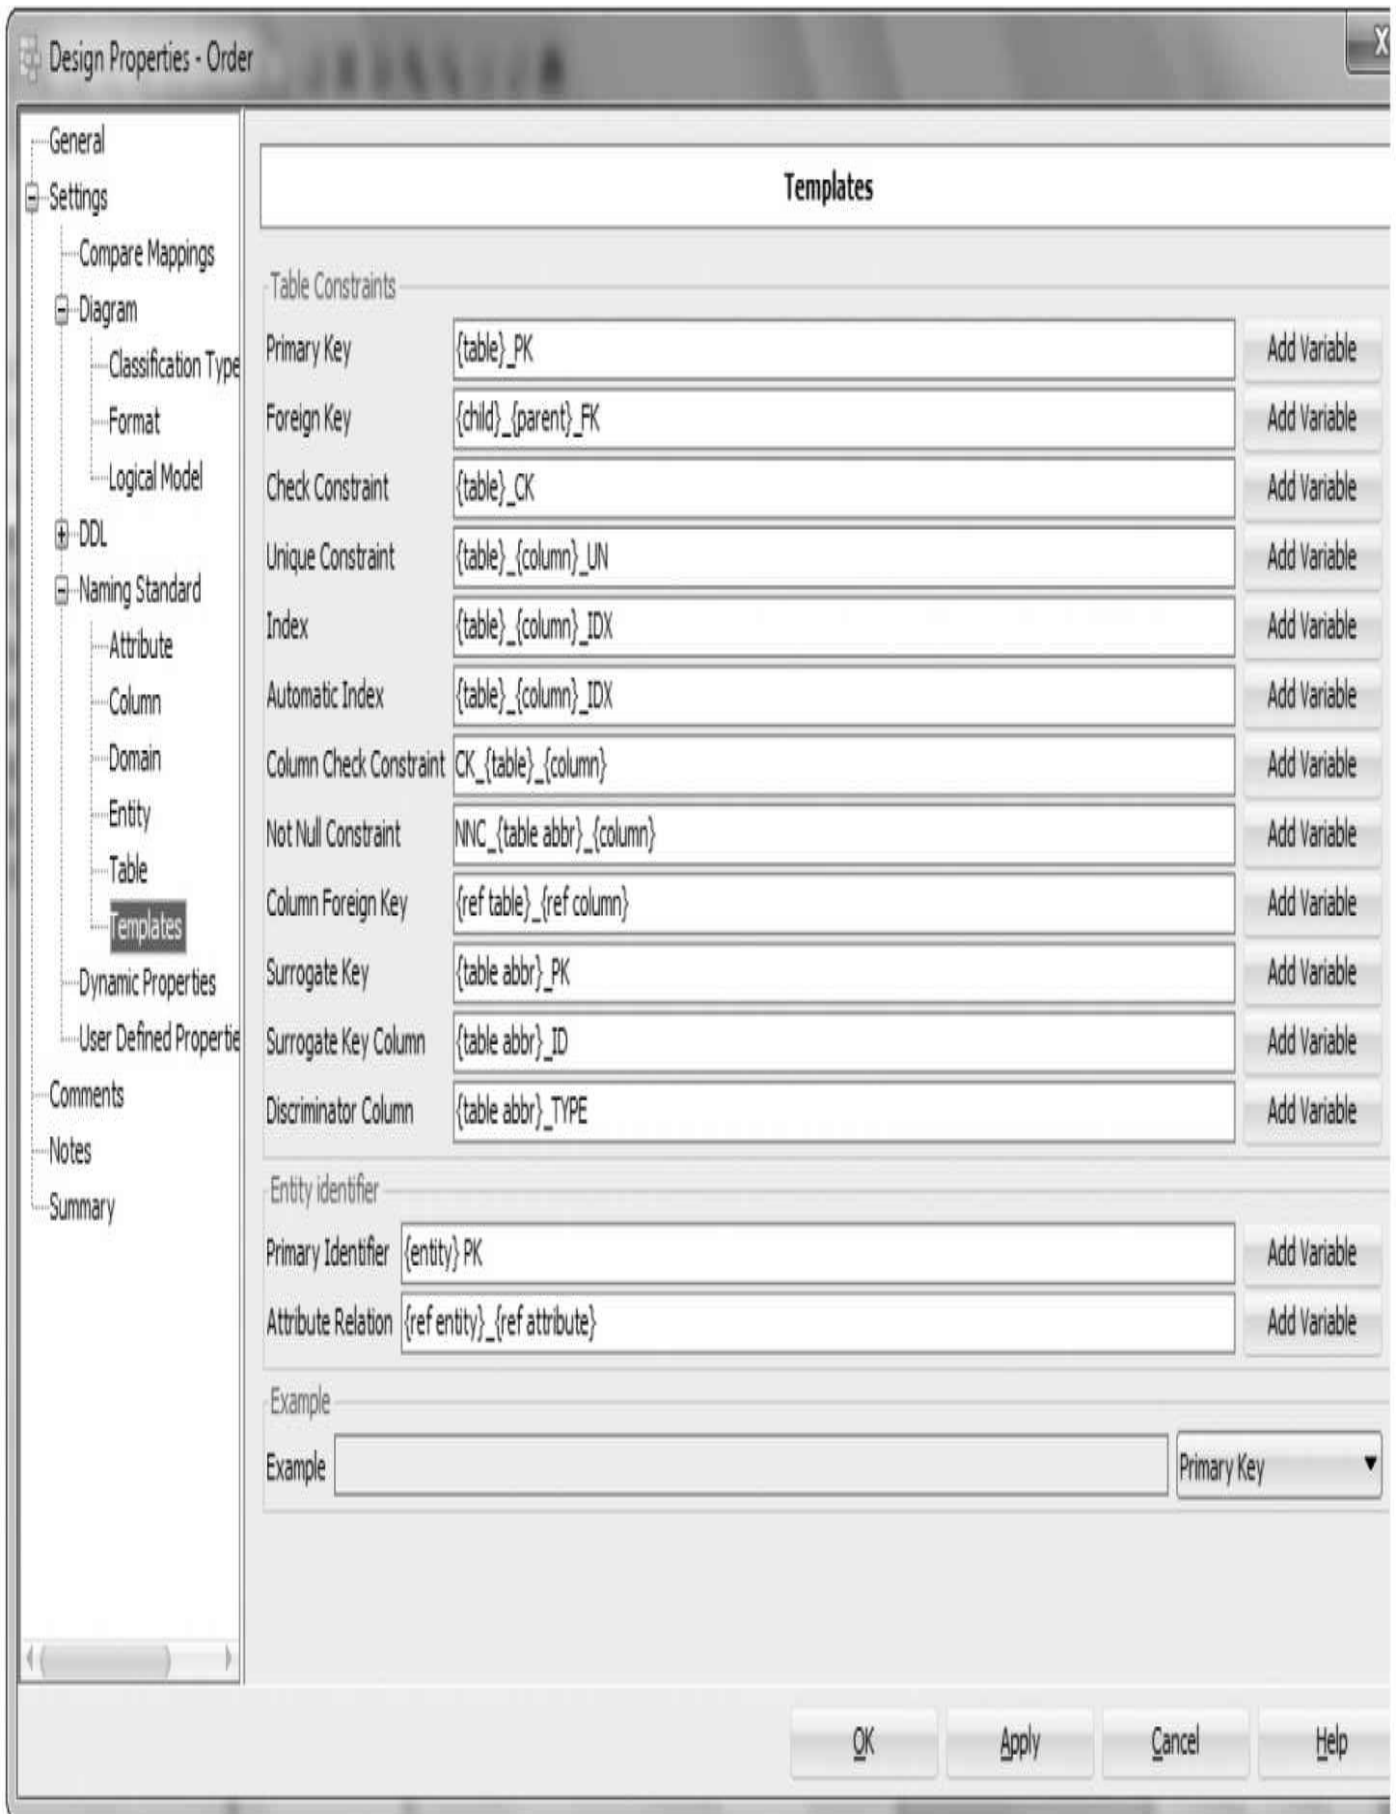 Design Properties - Order
X
General
Settings
Compare Mappings
Diagram
Classification Type
Format
Logical Model
DDL
Naming Standard
Attribute
Column
Domain
Entity
Table
Templates
Dynamic Properties
User Defined Propertie
Comments
Notes
Summary
Templates
Table Constraints
Primary Key {table}_PK Add Variable
Foreign Key {child}_{parent}_FK Add Variable
Check Constraint {table}_CK Add Variable
Unique Constraint {table}_{column}_UN Add Variable
Index {table}_{column}_IDX Add Variable
Automatic Index {table}_{column}_IDX Add Variable
Column Check Constraint CK_{table}_{column} Add Variable
Not Null Constraint NNC_{table abbr}_{column} Add Variable
Column Foreign Key {ref table}_{ref column} Add Variable
Surrogate Key {table abbr}_PK Add Variable
Surrogate Key Column {table abbr}_ID Add Variable
Discriminator Column {table abbr}_TYPE Add Variable
Entity identifier
Primary Identifier {entity} PK Add Variable
Attribute Relation {ref entity}_{ref attribute} Add Variable
Example
Example Primary Key
OK Apply Cancel Help